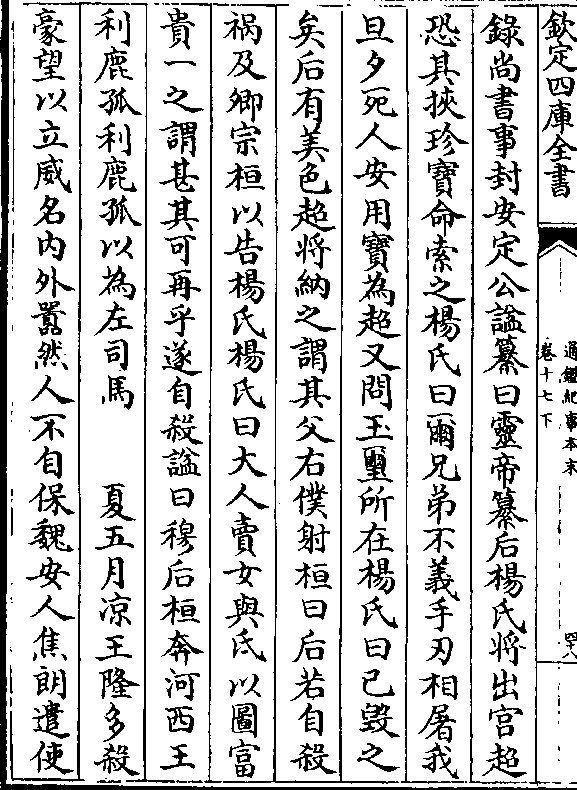 欽定四庫全書
通鑑紀事本末
卷十七下
四十八
錄尚書事封安定公諡纂曰靈帝纂后楊氏將出宮超
恐其挾珍寶命索之楊氏曰爾兄弟不義手刃相屠我
旦夕死人安用寶為超又問玉璽所在楊氏曰已毀之
矣后有美色超將納之謂其父右僕射桓曰后若自殺
禍及卿宗桓以告楊氏楊氏曰大人賣女與氐以圖富
貴一之謂甚其可再乎遂自殺諡曰穆后桓奔河西王
利鹿孤利鹿孤以為左司馬　夏五月凉王隆多殺
豪望以立威名内外囂然人不自保魏安人焦朗遣使